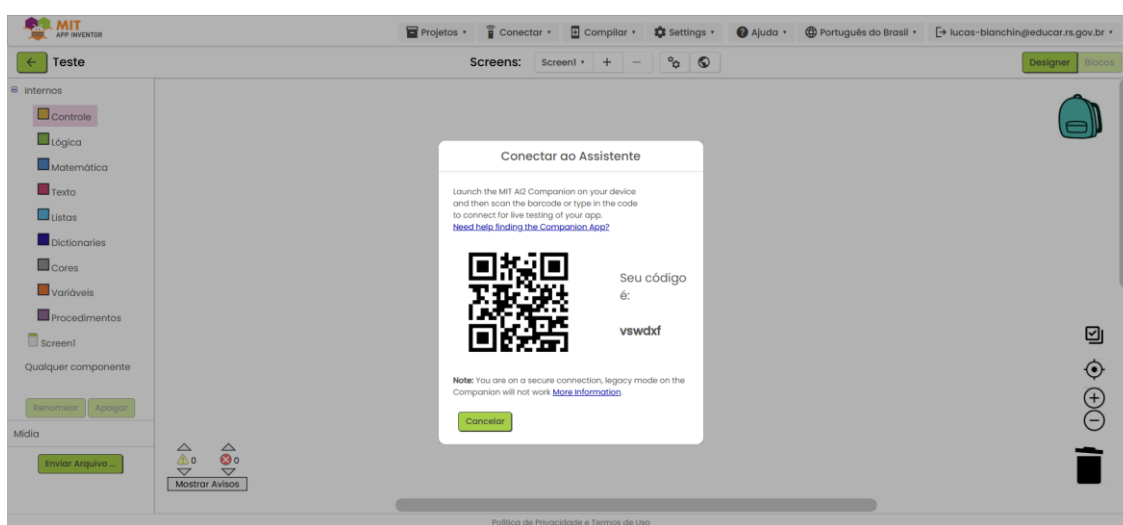 MIT
APP INVENTOR
Projetos
Conectar
Compilar
Settings
Ajuda
Português do Brasil
lucas-bianchin@educar.rs.gov.br
Teste
Screens:
Screen1
Designer
Blocos
Internos
Controle
Lógica
Matemática
Texto
Listas
Dictionaries
Cores
Variáveis
Procedimentos
Screen1
Qualquer componente
Renomear
Apagar
Mídia
Enviar Arquivo ...
Conectar ao Assistente
Launch the MIT AI2 Companion on your device
and then scan the barcode or type in the code
to connect for live testing of your app.
Need help finding the Companion App?
Seu código
é:
vswdxf
Note: You are on a secure connection, legacy mode on the
Companion will not work More Information.
Cancelar
0
0
Mostrar Avisos
Política de Privacidade e Termos de Uso